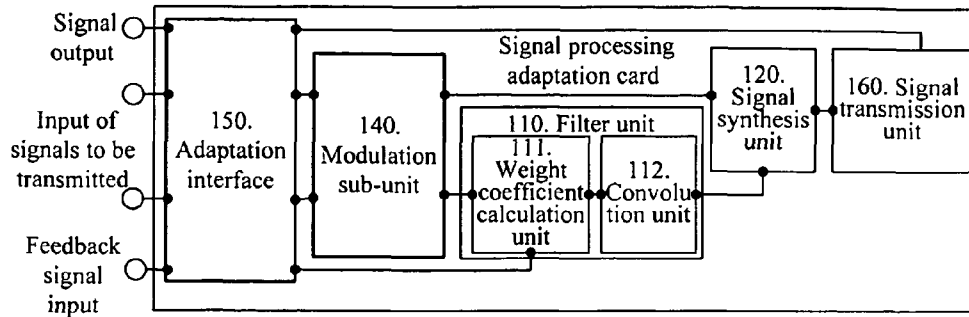 Signal
output
Input of
signals to be
transmitted
Feedback
signal
input
150.
Adaptation
interface
140.
Modulation
sub-unit
Signal processing
adaptation card
110. Filter unit
111.
Weight
coefficient
calculation
unit
112.
Convolu
tion unit
120.
Signal
synthesis
unit
160. Signal
transmission
unit